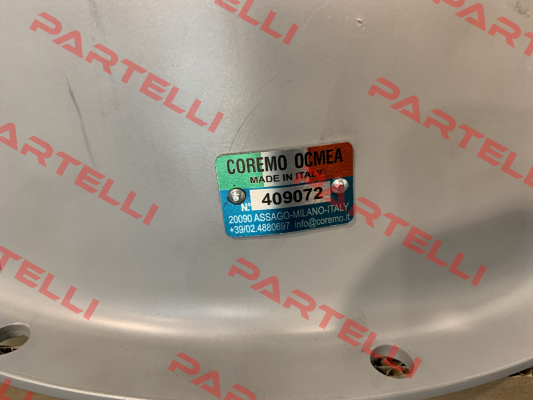 PARTELLI
PARTELLI
PARTELLI
PARTELLI
COREMO OCMEA
MADE IN ITALY
N° 409072
20090 ASSAGO-MILANO-ITALY
+39/02.4880697 info@coremo.it
PARTELLI
PARTELLI
PARTELLI
PARTELLI